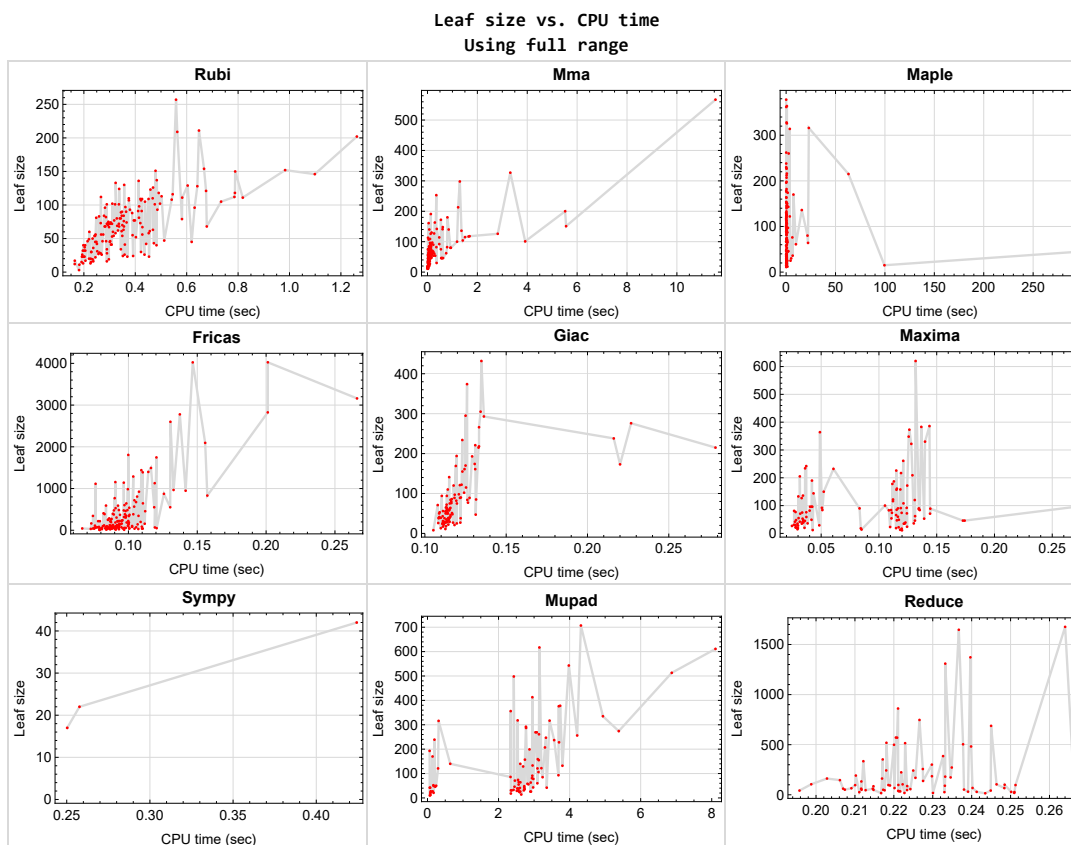 Leaf size vs. CPU time
Using full range
Rubi
Leaf size
250
200
150
100
50
0
0.2 0.4 0.6 0.8 1.0 1.2
CPU time (sec)
Mma
Leaf size
500
400
300
200
100
0
0 2 4 6 8 10
CPU time (sec)
Maple
Leaf size
300
200
100
0
0 50 100 150 200 250
CPU time (sec)
Fricas
Leaf size
4000
3000
2000
1000
0
0.10 0.15 0.20 0.25
CPU time (sec)
Giac
Leaf size
400
300
200
100
0
0.10 0.15 0.20 0.25
CPU time (sec)
Maxima
Leaf size
600
500
400
300
200
100
0
0.05 0.10 0.15 0.20 0.25
CPU time (sec)
Sympy
Leaf size
40
30
20
10
0
0.25 0.30 0.35 0.40
CPU time (sec)
Mupad
Leaf size
700
600
500
400
300
200
100
0
0 2 4 6 8
CPU time (sec)
Reduce
Leaf size
1500
1000
500
0
0.20 0.21 0.22 0.23 0.24 0.25 0.26
CPU time (sec)